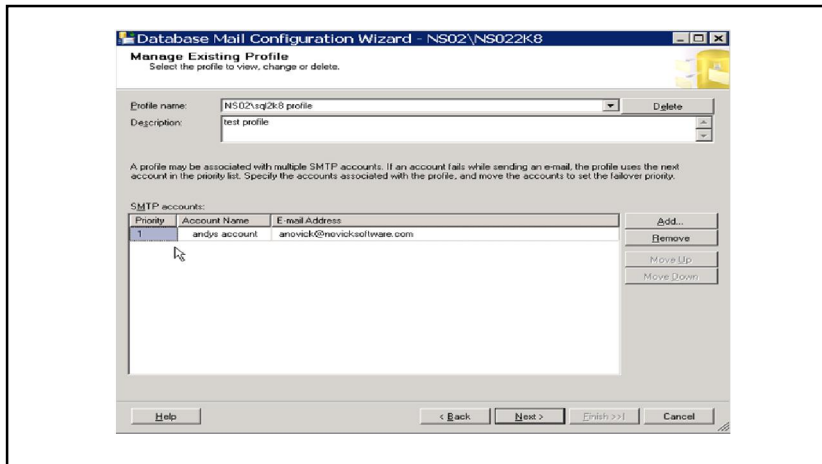 Database Mail Configuration Wizard - NS02\NS022K8
Manage Existing Profile
Select the profile to view, change or delete.
Profile name: NS02\sql2k8 profile Delete
Description: test profile
A profile may be associated with multiple SMTP accounts. If an account fails while sending an e-mail, the profile uses the next
account in the priority list. Specify the accounts associated with the profile, and move the accounts to set the failover priority.
SMTP accounts:
Priority Account Name E-mail Address Add...
1 andys account anovick@novicksoftware.com Remove
Move Up
Move Down
Help < Back Next > Finish >>| Cancel